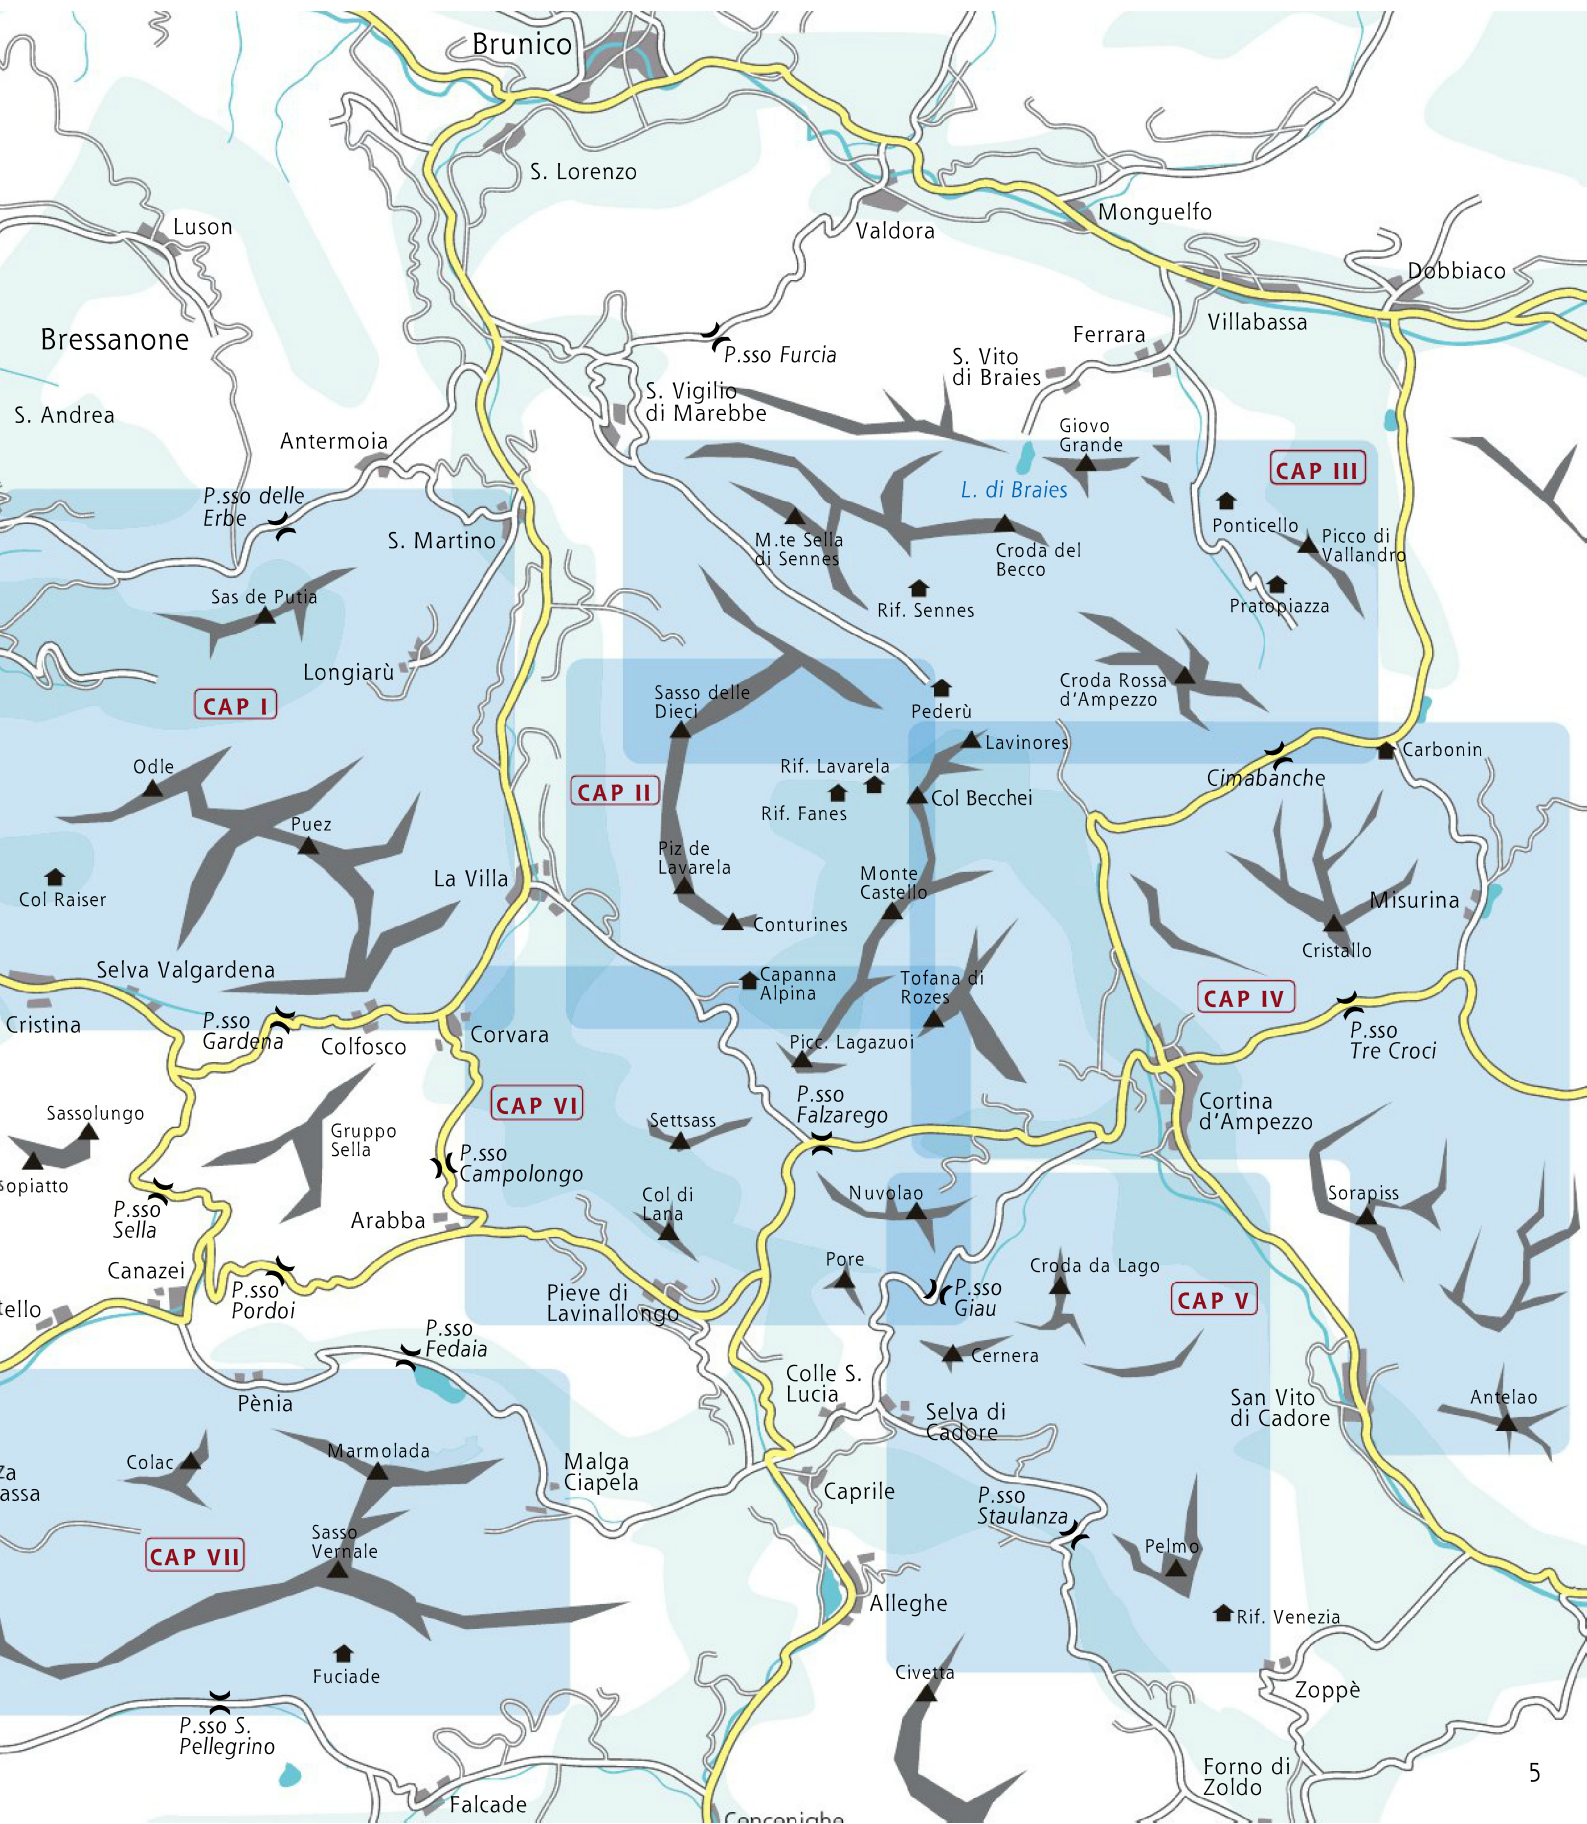 Brunico
S. Lorenzo
Luson
Valdora
Monguelfo
Dobbiaco
Villabassa
Bressanone
P.sso Furcia
Ferrara
S. Vito
di Braies
S. Vigilio
di Marebbe
S. Andrea
Antermoia
Giovo
Grande
CAP III
L. di Braies
P.sso delle
Erbe
S. Martino
M.te Sella
di Sennes
Croda del
Becco
Ponticello
Picco di
Vallandro
Pratopiazza
Rif. Sennes
Sas de Putia
Longiarù
CAP I
Sasso delle
Dieci
Pederù
Croda Rossa
d'Ampezzo
Lavinores
Carbonin
Cimabanche
Odle
Rif. Lavarela
CAP II
Rif. Fanes
Col Becchei
Puez
Piz de
Lavarela
La Villa
Monte
Castello
Col Raiser
Misurina
Conturines
Cristallo
Selva Valgardena
Capanna
Alpina
Tofana di
Rozes
CAP IV
Cristina
P.sso
Gardena
Colfosco
Corvara
Picc. Lagazuoi
P.sso
Tre Croci
Sassolungo
CAP VI
Settsass
P.sso
Falzarego
Cortina
d'Ampezzo
Gruppo
Sella
P.sso
Campolongo
opiatto
P.sso
Sella
Arabba
Col di
Lana
Nuvolao
Sorapiss
Canazei
P.sso
Pordoi
Pieve di
Lavinallongo
Pore
P.sso
Giau
Croda da Lago
CAP V
tello
P.sso
Fedaia
Cernera
Pènia
Colle S.
Lucia
Selva di
Cadore
San Vito
di Cadore
Antelao
Colac
Marmolada
Malga
Ciapela
za
assa
Caprile
P.sso
Staulanza
Sasso
Vernale
CAP VII
Pelmo
Alleghe
Rif. Venezia
Fuciade
Civetta
Zoppè
P.sso S.
Pellegrino
Forno di
Zoldo
5
Falcade
Cencenighe